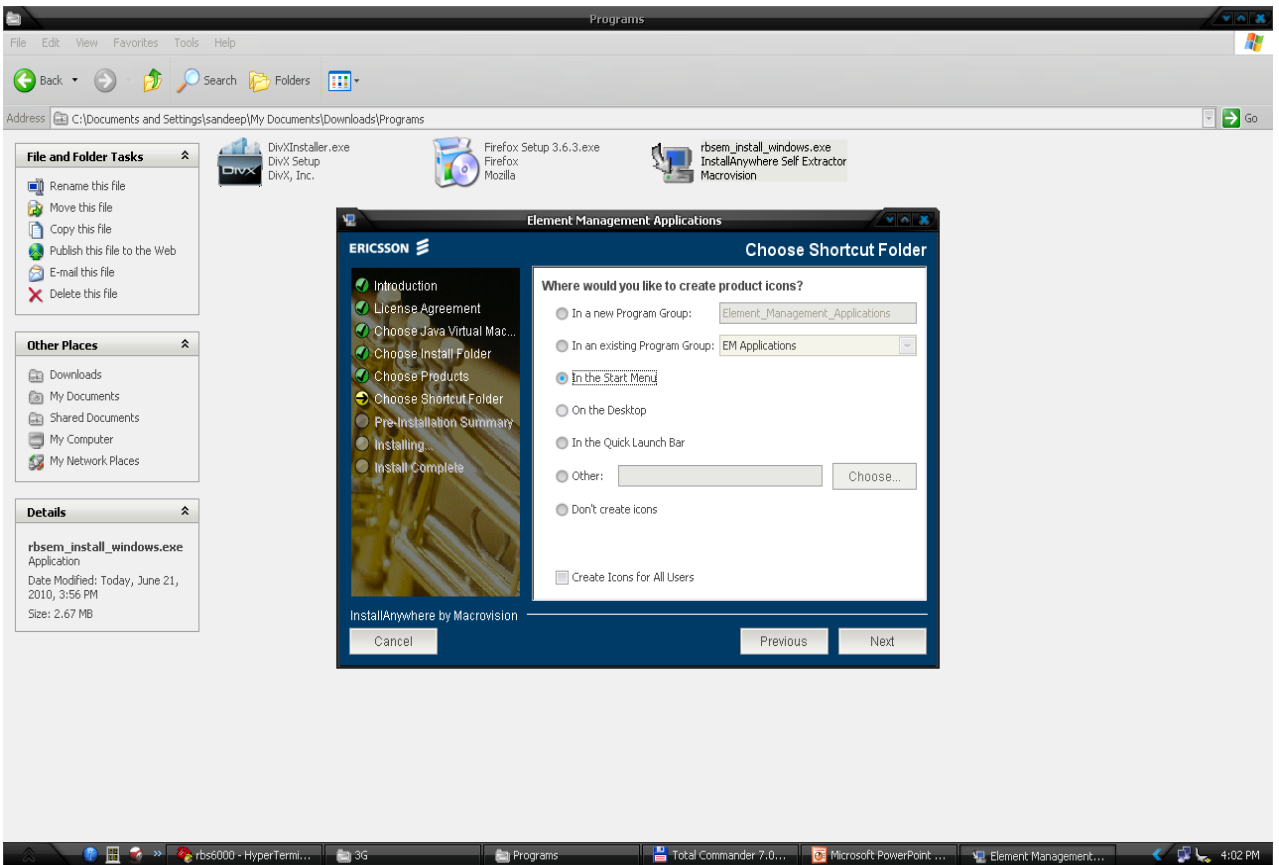 Programs
File Edit View Favorites Tools Help
Back Search Folders
Address C:\Documents and Settings\sandeep\My Documents\Downloads\Programs Go
File and Folder Tasks
Rename this file
Move this file
Copy this file
Publish this file to the Web
E-mail this file
Delete this file
Other Places
Downloads
My Documents
Shared Documents
My Computer
My Network Places
Details
rbsem_install_windows.exe
Application
Date Modified: Today, June 21,
2010, 3:56 PM
Size: 2.67 MB
DivXInstaller.exe
DivX Setup
DivX, Inc.
DIVX
Firefox Setup 3.6.3.exe
Firefox
Mozilla
rbsem_install_windows.exe
InstallAnywhere Self Extractor
Macrovision
Element Management Applications
ERICSSON
Choose Shortcut Folder
Introduction
License Agreement
Choose Java Virtual Mac...
Choose Install Folder
Choose Products
Choose Shortcut Folder
Pre-Installation Summary
Installing...
Install Complete
Where would you like to create product icons?
In a new Program Group: Element_Management_Applications
In an existing Program Group: EM Applications
In the Start Menu
On the Desktop
In the Quick Launch Bar
Other: Choose...
Don't create icons
Create Icons for All Users
InstallAnywhere by Macrovision
Cancel Previous Next
rbs6000 - HyperTermi... 3G Programs Total Commander 7.0... Microsoft PowerPoint ... Element Management... 4:02 PM